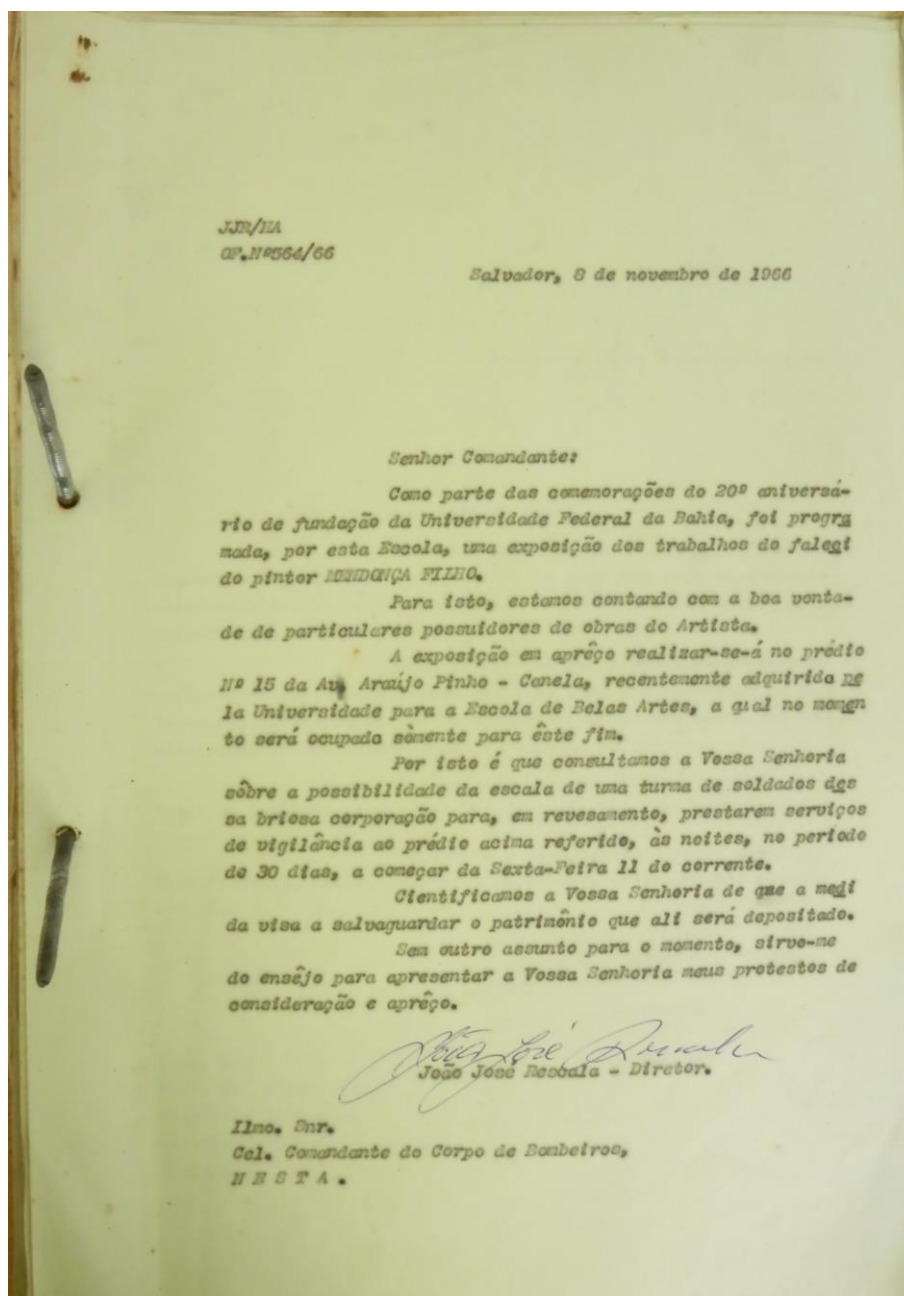 JJR/EA
OF.Nº564/66
Salvador, 8 de novembro de 1966
Senhor Comandante:
Como parte das comemorações do 20º aniversá-
rio de fundação da Universidade Federal da Bahia, foi progra
mada, por esta Escola, uma exposição dos trabalhos do faleci
do pintor MENDONÇA FILHO.
Para isto, estamos contando com a boa vonta-
de de particulares possuidores de obras do Artista.
A exposição em aprêço realizar-se-á no prédio
Nº 15 da Av. Araújo Pinho - Canela, recentemente adquirido pe
la Universidade para a Escola de Belas Artes, a qual no momen
to será ocupado sòmente para êste fim.
Por isto é que consultamos a Vossa Senhoria
sôbre a possibilidade da escala de uma turma de soldados des
sa briosa corporação para, em revesamento, prestarem serviços
de vigilância ao prédio acima referido, às noites, no periodo
de 30 dias, a começar da Sexta-Feira 11 do corrente.
Cientificamos a Vossa Senhoria de que a medi
da visa a salvaguardar o patrimônio que ali será depositado.
Sem outro assunto para o momento, sirvo-me
do ensêjo para apresentar a Vossa Senhoria meus protestos de
consideração e aprêço.
João José Rescala
João José Rescala - Diretor.
Ilmo. Snr.
Cel. Comandante do Corpo de Bombeiros,
N E S T A .